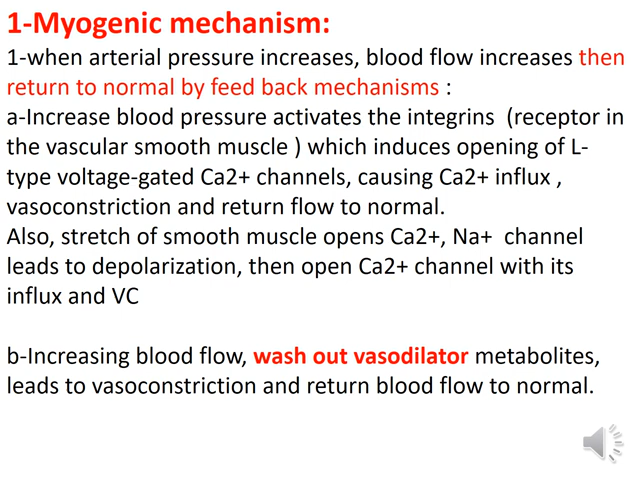 1-Myogenic mechanism:
1-when arterial pressure increases, blood flow increases then
return to normal by feed back mechanisms :
a-Increase blood pressure activates the integrins (receptor in
the vascular smooth muscle ) which induces opening of L-
type voltage-gated Ca2+ channels, causing Ca2+ influx ,
vasoconstriction and return flow to normal.
Also, stretch of smooth muscle opens Ca2+, Na+ channel
leads to depolarization, then open Ca2+ channel with its
influx and VC
b-Increasing blood flow, wash out vasodilator metabolites,
leads to vasoconstriction and return blood flow to normal.